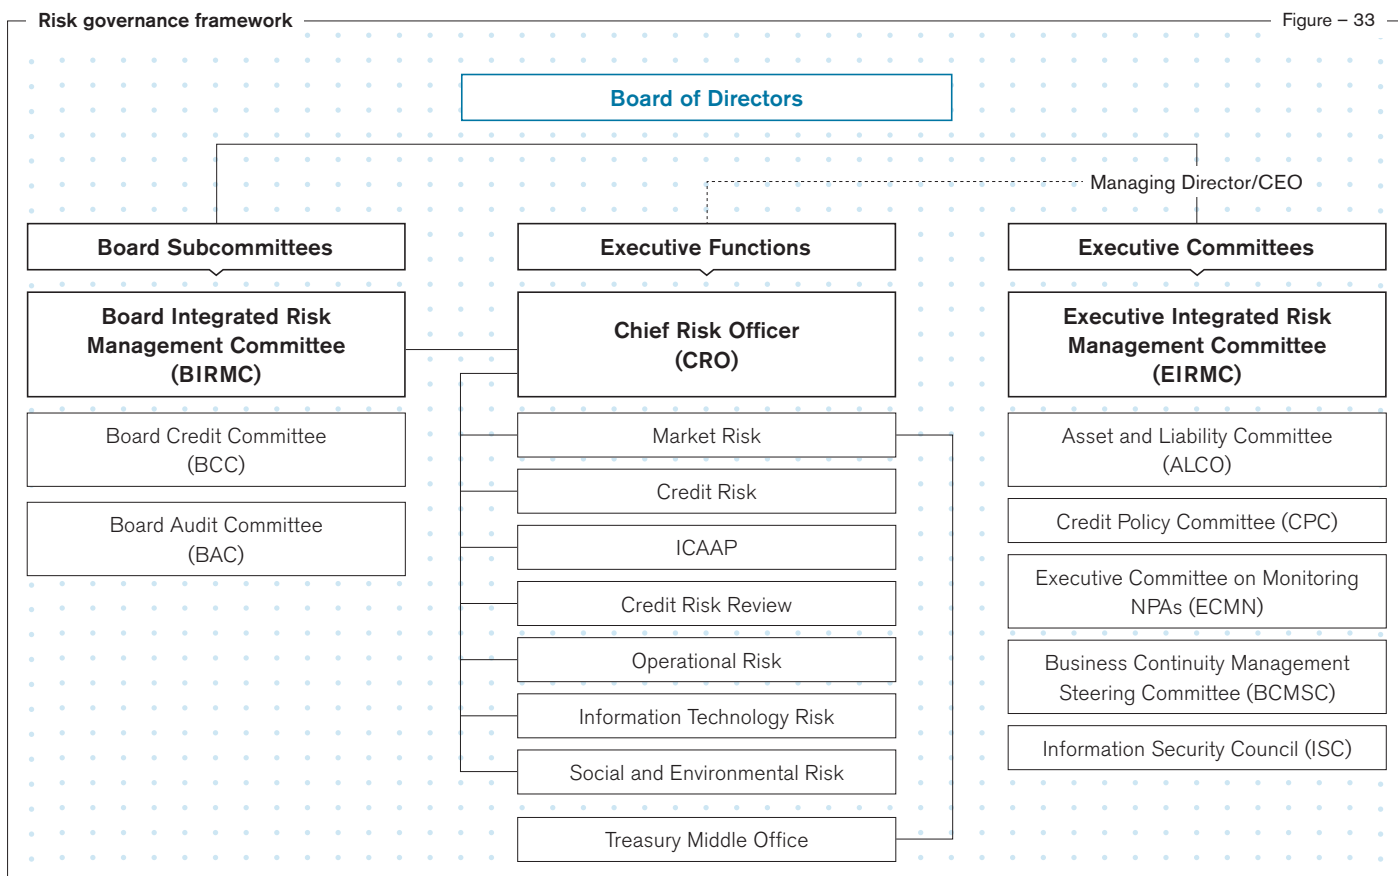 Risk governance framework
Figure – 33
Board of Directors
Managing Director/CEO
Board Subcommittees
Board Integrated Risk
Management Committee
(BIRMC)
Board Credit Committee
(BCC)
Board Audit Committee
(BAC)
Executive Functions
Chief Risk Officer
(CRO)
Market Risk
Credit Risk
ICAAP
Credit Risk Review
Operational Risk
Information Technology Risk
Social and Environmental Risk
Treasury Middle Office
Executive Committees
Executive Integrated Risk
Management Committee
(EIRMC)
Asset and Liability Committee
(ALCO)
Credit Policy Committee (CPC)
Executive Committee on Monitoring
NPAs (ECMN)
Business Continuity Management
Steering Committee (BCMSC)
Information Security Council (ISC)